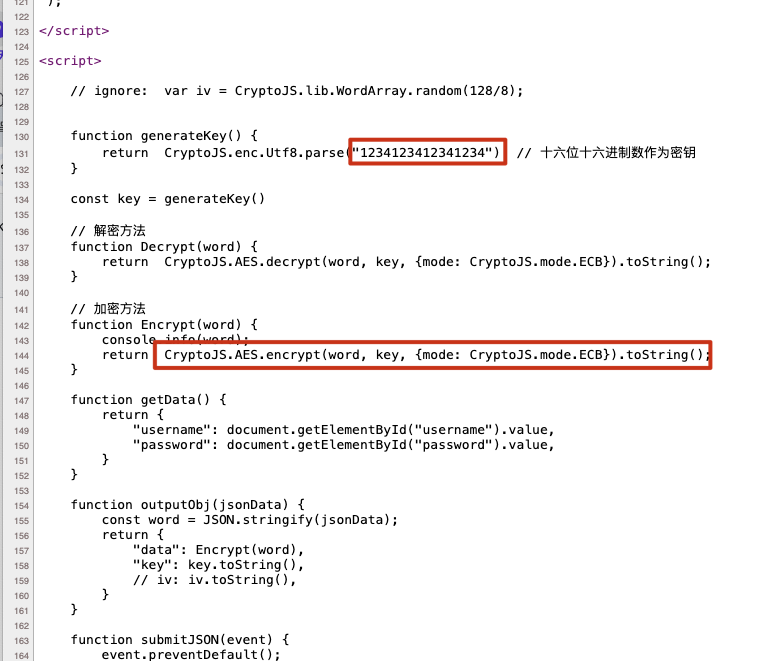 121 );
122
123 </script>
124
125 <script>
126
127 // ignore:  var iv = CryptoJS.lib.WordArray.random(128/8);
128
129
130 function generateKey() {
131 return  CryptoJS.enc.Utf8.parse("1234123412341234")  // 十六位十六进制数作为密钥
132 }
133
134 const key = generateKey()
135
136 // 解密方法
137 function Decrypt(word) {
138 return  CryptoJS.AES.decrypt(word, key, {mode: CryptoJS.mode.ECB}).toString();
139 }
140
141 // 加密方法
142 function Encrypt(word) {
143 console.info(word);
144 return  CryptoJS.AES.encrypt(word, key, {mode: CryptoJS.mode.ECB}).toString();
145 }
146
147 function getData() {
148 return {
149 "username": document.getElementById("username").value,
150 "password": document.getElementById("password").value,
151 }
152 }
153
154 function outputObj(jsonData) {
155 const word = JSON.stringify(jsonData);
156 return {
157 "data": Encrypt(word),
158 "key": key.toString(),
159 // iv: iv.toString(),
160 }
161 }
162
163 function submitJSON(event) {
164 event.preventDefault();